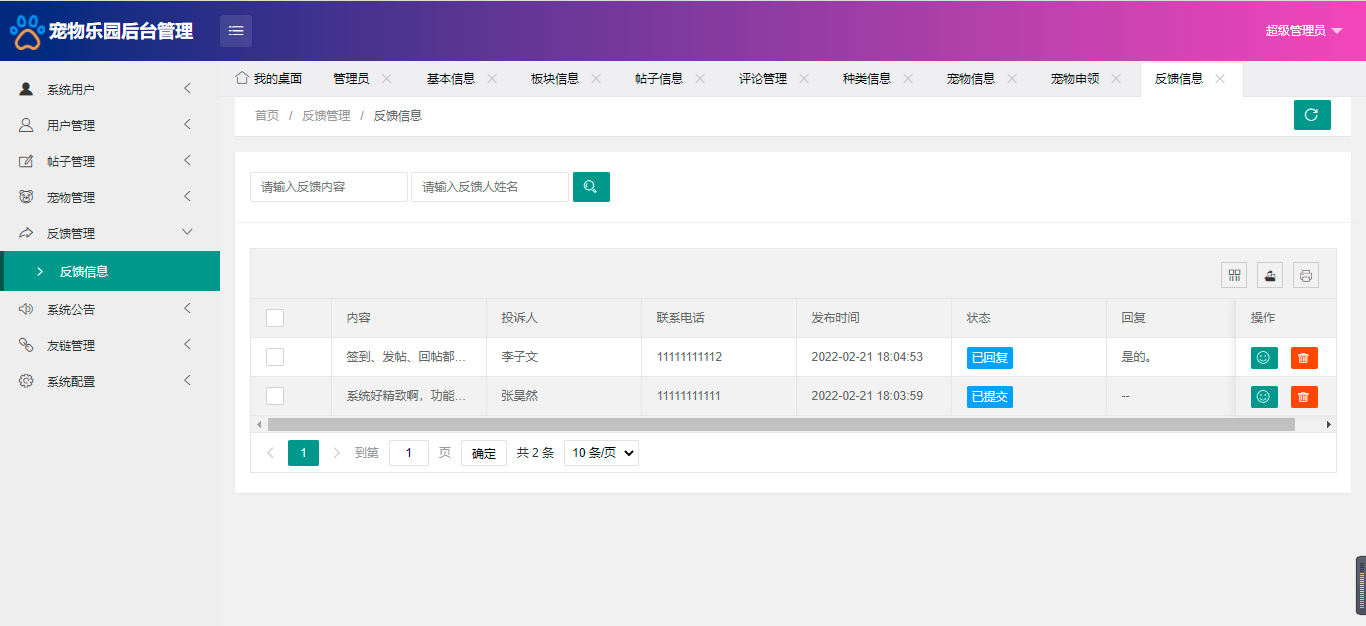 宠物乐园后台管理
超级管理员
系统用户
用户管理
帖子管理
宠物管理
反馈管理
反馈信息
系统公告
友链管理
系统配置
我的桌面 管理员 基本信息 板块信息 帖子信息 评论管理 种类信息 宠物信息 宠物申领 反馈信息
首页 / 反馈管理 / 反馈信息
请输入反馈内容 请输入反馈人姓名
内容 投诉人 联系电话 发布时间 状态 回复 操作
签到、发帖、回帖都... 李子文 11111111112 2022-02-21 18:04:53 已回复 是的。
系统好精致啊，功能... 张昊然 11111111111 2022-02-21 18:03:59 已提交 --
1 到第 1 页 确定 共 2 条 10 条/页